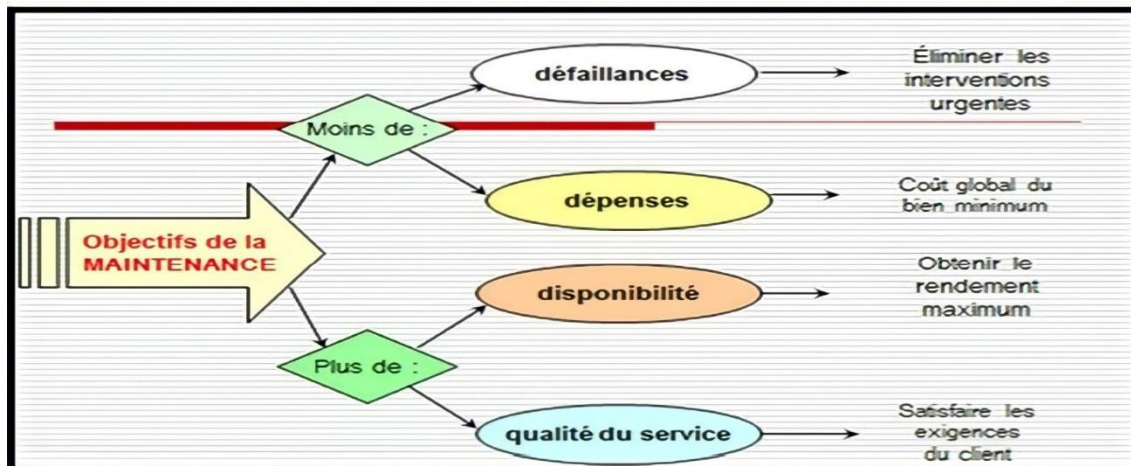 Objectifs de la
MAINTENANCE
Moins de :
défaillances
Éliminer les
interventions
urgentes
dépenses
Coût global du
bien minimum
Plus de :
disponibilité
Obtenir le
rendement
maximum
qualité du service
Satisfaire les
exigences
du client